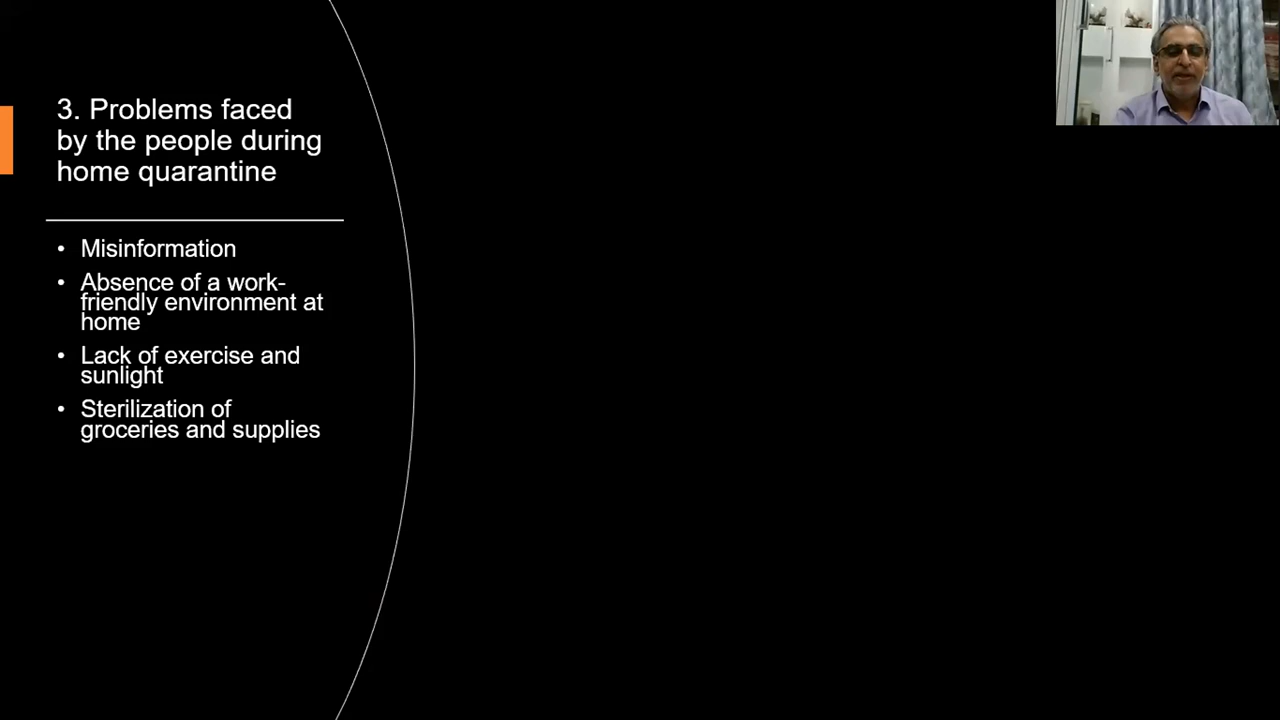 3. Problems faced
by the people during
home quarantine
• Misinformation
• Absence of a work-
friendly environment at
home
• Lack of exercise and
sunlight
• Sterilization of
groceries and supplies